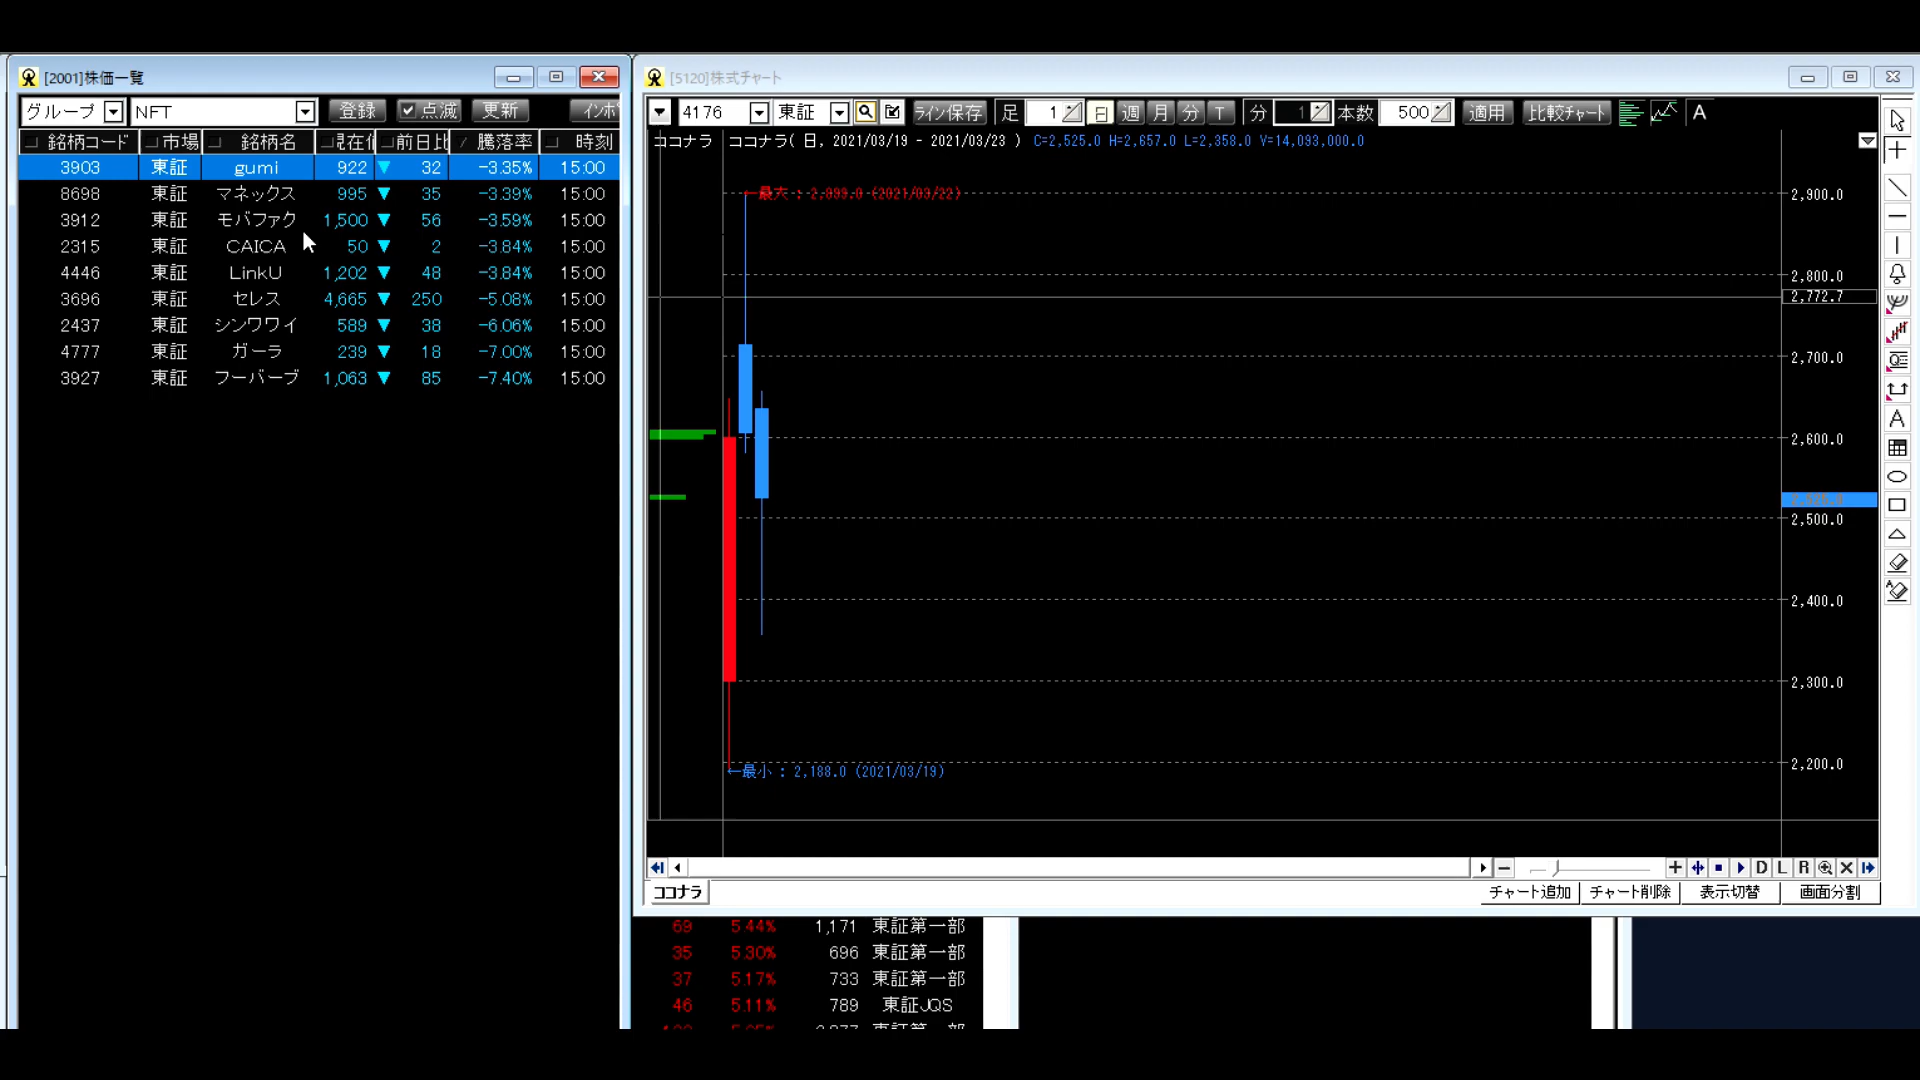 [2001]株価一覧
グループ NFT 登録 点滅 更新
銘柄コード 市場 銘柄名 現在値 前日比 騰落率 時刻
3903 東証 gumi 922 ▼ 32 -3.35% 15:00
8698 東証 マネックス 995 ▼ 35 -3.39% 15:00
3912 東証 モバファク 1,500 ▼ 56 -3.59% 15:00
2315 東証 CAICA 50 ▼ 2 -3.84% 15:00
4446 東証 LinkU 1,202 ▼ 48 -3.84% 15:00
3696 東証 セレス 4,665 ▼ 250 -5.08% 15:00
2437 東証 シンワワイ 589 ▼ 38 -6.06% 15:00
4777 東証 ガーラ 239 ▼ 18 -7.00% 15:00
3927 東証 フーバーブ 1,063 ▼ 85 -7.40% 15:00
[5120]株式チャート
4176 東証 ライン保存 足 1 日 週 月 分 T 分 1 本数 500 適用 比較チャート A
ココナラ ココナラ( 日, 2021/03/19 - 2021/03/23 ) C=2,525.0 H=2,657.0 L=2,358.0 V=14,093,000.0
←最大 : 2,899.0 (2021/03/22)
2,900.0
2,800.0
2,772.7
2,700.0
2,600.0
2,500.0
2,400.0
2,300.0
2,200.0
←最小 : 2,188.0 (2021/03/19)
D L R
ココナラ チャート追加 チャート削除 表示切替 画面分割
69 5.44% 1,171 東証第一部
35 5.30% 696 東証第一部
37 5.17% 733 東証第一部
46 5.11% 789 東証JQS